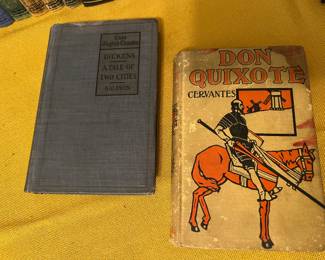 DICKENS
A TALE OF
TWO CITIES
DON
QUIXOTE
CERVANTES